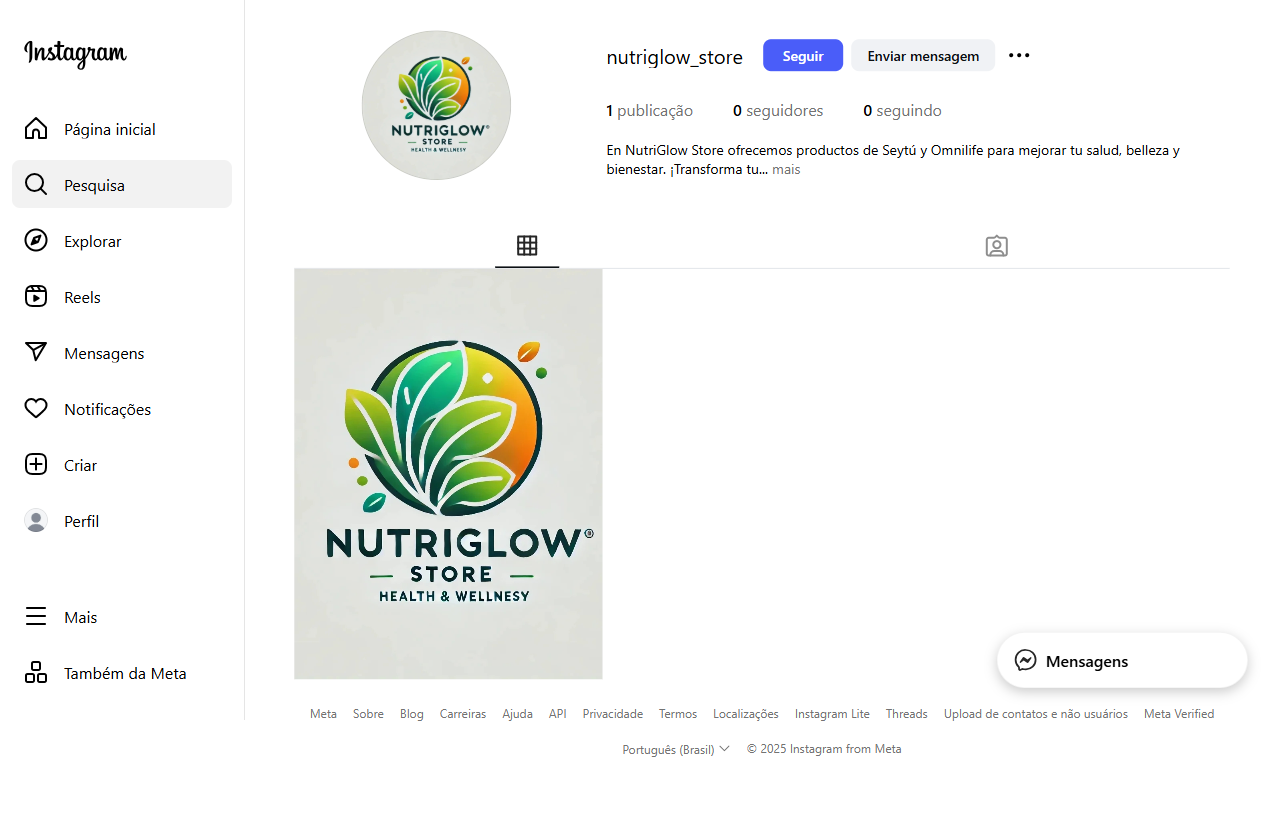 Instagram
Página inicial
Pesquisa
Explorar
Reels
Mensagens
Notificações
Criar
Perfil
Mais
Também da Meta
NUTRIGLOW®
STORE
HEALTH & WELLNESY
nutriglow_store
Seguir
Enviar mensagem
1 publicação
0 seguidores
0 seguindo
En NutriGlow Store ofrecemos productos de Seytú y Omnilife para mejorar tu salud, belleza y
bienestar. ¡Transforma tu... mais
NUTRIGLOW®
STORE
HEALTH & WELLNESY
Mensagens
Meta Sobre Blog Carreiras Ajuda API Privacidade Termos Localizações Instagram Lite Threads Upload de contatos e não usuários Meta Verified
Português (Brasil) © 2025 Instagram from Meta